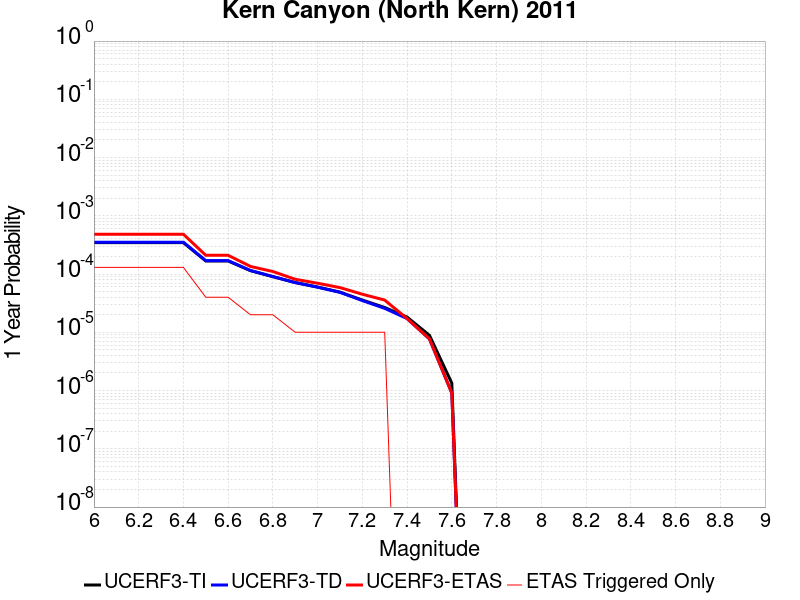 Kern Canyon (North Kern) 2011
10^0
10^-1
10^-2
10^-3
10^-4
10^-5
10^-6
10^-7
10^-8
1 Year Probability
6 6.2 6.4 6.6 6.8 7 7.2 7.4 7.6 7.8 8 8.2 8.4 8.6 8.8 9
Magnitude
UCERF3-TI UCERF3-TD UCERF3-ETAS ETAS Triggered Only